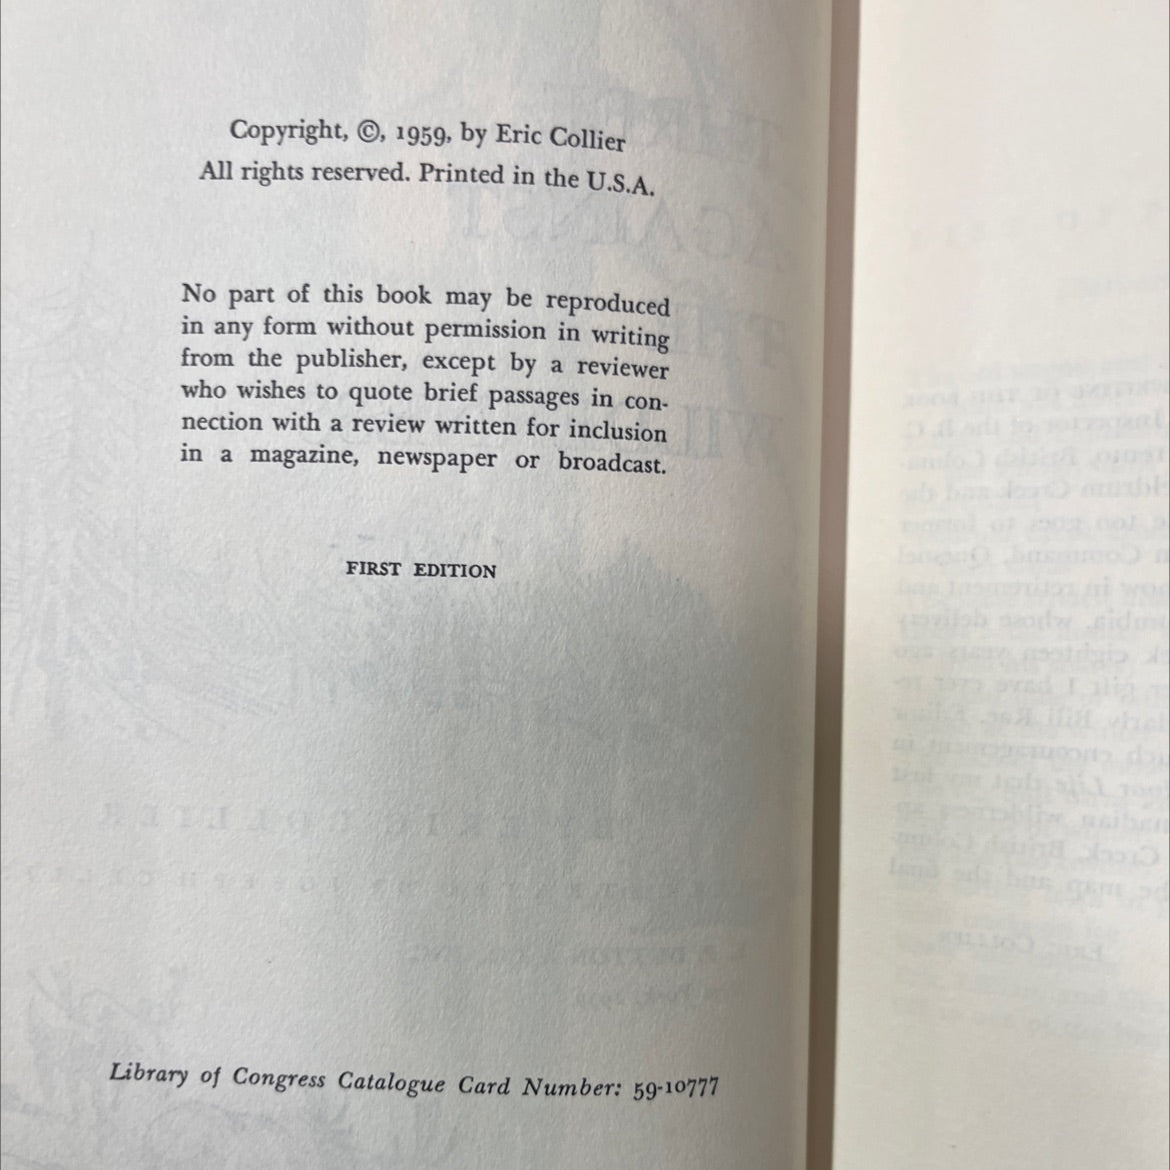 Copyright, ©, 1959, by Eric Collier
All rights reserved. Printed in the U.S.A.
No part of this book may be reproduced
in any form without permission in writing
from the publisher, except by a reviewer
who wishes to quote brief passages in con-
nection with a review written for inclusion
in a magazine, newspaper or broadcast.
FIRST EDITION
Library of Congress Catalogue Card Number: 59-10777